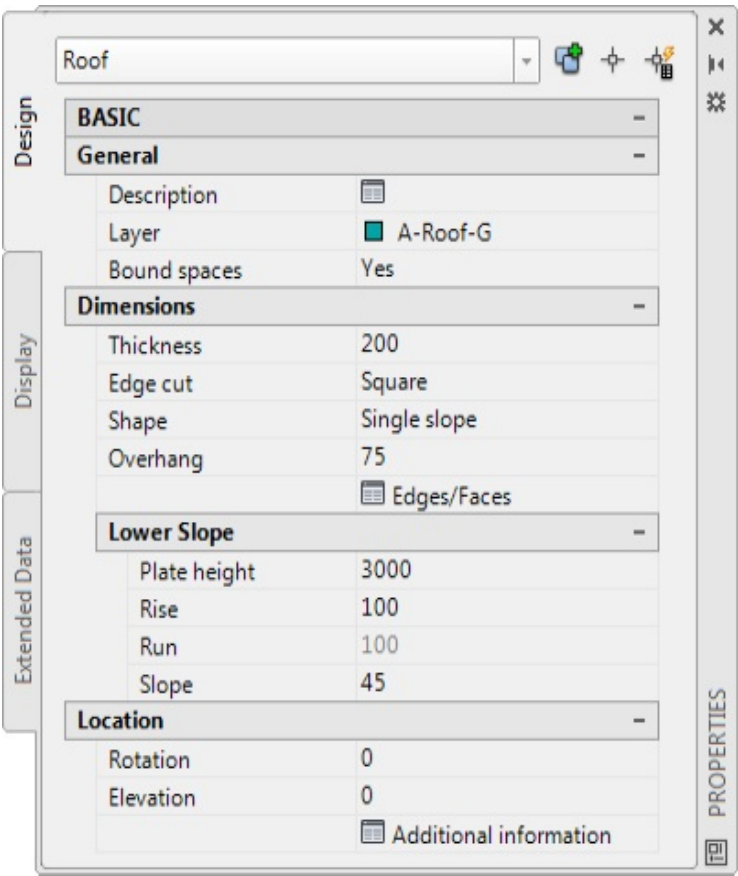 Roof
BASIC
General
Description
Layer A-Roof-G
Bound spaces Yes
Dimensions
Thickness 200
Edge cut Square
Shape Single slope
Overhang 75
Edges/Faces
Lower Slope
Plate height 3000
Rise 100
Run 100
Slope 45
Location
Rotation 0
Elevation 0
Additional information
Design
Display
Extended Data
PROPERTIES